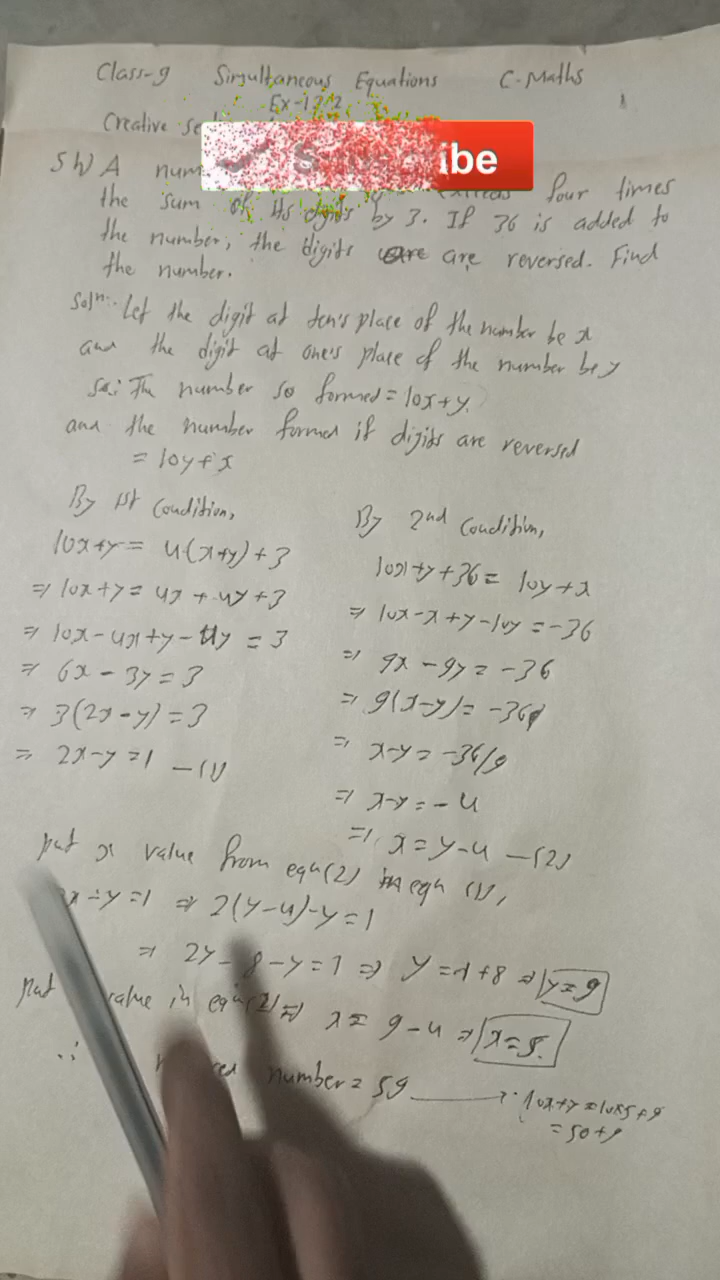 Class-9 Simultaneous Equations C-Maths
Ex-12.2
Creative
ibe
5 b) A num
the sum of its digits by 3. If 36 is added to four times
the number, the digits are are reversed. Find
the number.
Solⁿ:- Let the digit at ten's place of the number be x
and the digit at one's place of the number be y
So: The number so formed = 10x+y.
and the number formed if digits are reversed
= 10y+x
By 1st Condition,
10x+y = 4(x+y)+3
⇒ 10x+y = 4x+4y+3
⇒ 10x-4x+y-4y = 3
⇒ 6x-3y = 3
⇒ 3(2x-y) = 3
⇒ 2x-y = 1 —(1)
By 2nd Condition,
10x+y+36 = 10y+x
⇒ 10x-x+y-10y = -36
⇒ 9x-9y = -36
⇒ 9(x-y) = -36
⇒ x-y = -36/9
⇒ x-y = -4
⇒ x = y-4 —(2)
put x value from eqn(2) in eqn (1),
x-y=1 ⇒ 2(y-4)-y=1
⇒ 2y-8-y=1 ⇒ y=1+8 ⇒ y=9
put value in eqn(2) ⇒ x = 9-4 ⇒ x=5.
∴ number = 59 → 10x+y = 10x5+9
= 50+9